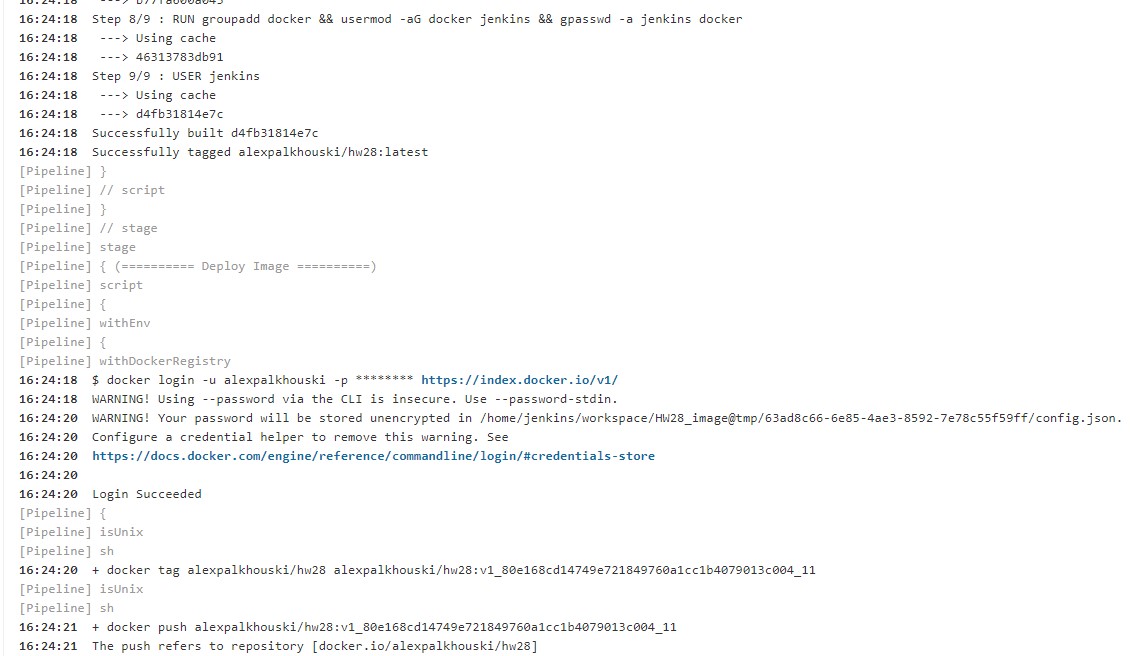 16:24:18 Step 8/9 : RUN groupadd docker && usermod -aG docker jenkins && gpasswd -a jenkins docker
16:24:18  ---> Using cache
16:24:18  ---> 46313783db91
16:24:18 Step 9/9 : USER jenkins
16:24:18  ---> Using cache
16:24:18  ---> d4fb31814e7c
16:24:18 Successfully built d4fb31814e7c
16:24:18 Successfully tagged alexpalkhouski/hw28:latest
[Pipeline] }
[Pipeline] // script
[Pipeline] }
[Pipeline] // stage
[Pipeline] stage
[Pipeline] { (========== Deploy Image ==========)
[Pipeline] script
[Pipeline] {
[Pipeline] withEnv
[Pipeline] {
[Pipeline] withDockerRegistry
16:24:18 $ docker login -u alexpalkhouski -p ******** https://index.docker.io/v1/
16:24:18 WARNING! Using --password via the CLI is insecure. Use --password-stdin.
16:24:20 WARNING! Your password will be stored unencrypted in /home/jenkins/workspace/HW28_image@tmp/63ad8c66-6e85-4ae3-8592-7e78c55f59ff/config.json.
16:24:20 Configure a credential helper to remove this warning. See
16:24:20 https://docs.docker.com/engine/reference/commandline/login/#credentials-store
16:24:20
16:24:20 Login Succeeded
[Pipeline] {
[Pipeline] isUnix
[Pipeline] sh
16:24:20 + docker tag alexpalkhouski/hw28 alexpalkhouski/hw28:v1_80e168cd14749e721849760a1cc1b4079013c004_11
[Pipeline] isUnix
[Pipeline] sh
16:24:21 + docker push alexpalkhouski/hw28:v1_80e168cd14749e721849760a1cc1b4079013c004_11
16:24:21 The push refers to repository [docker.io/alexpalkhouski/hw28]